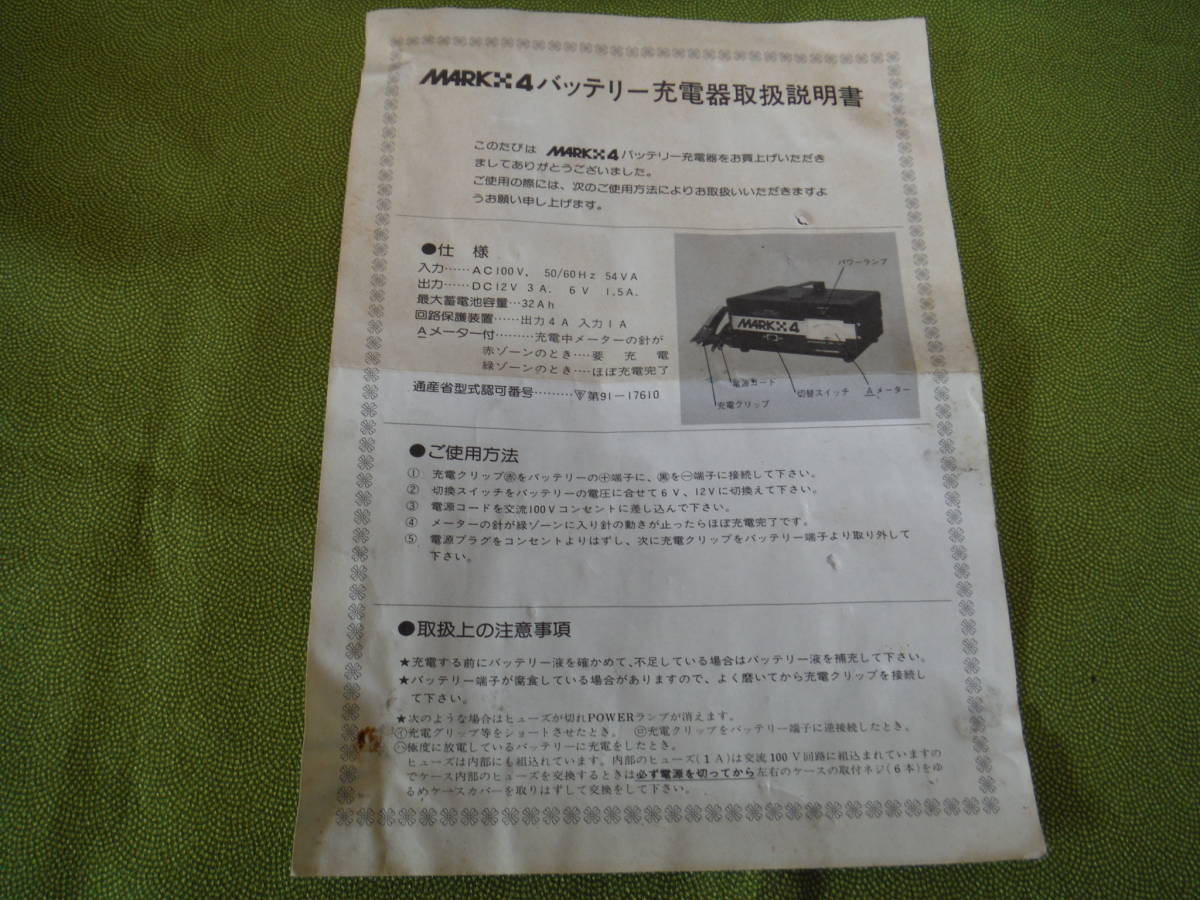 MARKX4バッテリー充電器取扱説明書
このたびは MARKX4バッテリー充電器をお買上げいただき
ましてありがとうございました。
ご使用の際には、次のご使用方法によりお取扱いいただきますよ
うお願い申し上げます。
●仕 様
入力……AC100V, 50/60Hz 54VA
出力……DC12V 3A. 6V 1.5A.
最大蓄電池容量…32Ah
回路保護装置……出力4A 入力1A
Aメーター付………充電中メーターの針が
赤ゾーンのとき‥‥要 充 電
緑ゾーンのとき‥‥ほぼ充電完了
通産省型式認可番号………▽第91-17610
パワーランプ
MARKX4
電源コード
切替スイッチ
Aメーター
充電クリップ
●ご使用方法
① 充電クリップ㊍をバッテリーの⊕端子に、㊋を⊖端子に接続して下さい。
② 切換スイッチをバッテリーの電圧に合せて6V、12Vに切換えて下さい。
③ 電源コードを交流100Vコンセントに差し込んで下さい。
④ メーターの針が緑ゾーンに入り針の動きが止ったらほぼ充電完了です。
⑤ 電源プラグをコンセントよりはずし、次に充電クリップをバッテリー端子より取り外して
下さい。
●取扱上の注意事項
★充電する前にバッテリー液を確かめて、不足している場合はバッテリー液を補充して下さい。
★バッテリー端子が腐食している場合がありますので、よく磨いてから充電クリップを接続し
て下さい。
★次のような場合はヒューズが切れPOWERランプが消えます。
㋑充電グリップ等をショートさせたとき。 ㋺充電クリップをバッテリー端子に逆接続したとき。
㋩極度に放電しているバッテリーに充電をしたとき。
ヒューズは内部にも組込まれています。内部のヒューズ(1A)は交流100V回路に組込まれていますの
でケース内部のヒューズを交換するときは必ず電源を切ってから左右のケースの取付ネジ(6本)をゆ
るめケースカバーを取りはずして交換をして下さい。